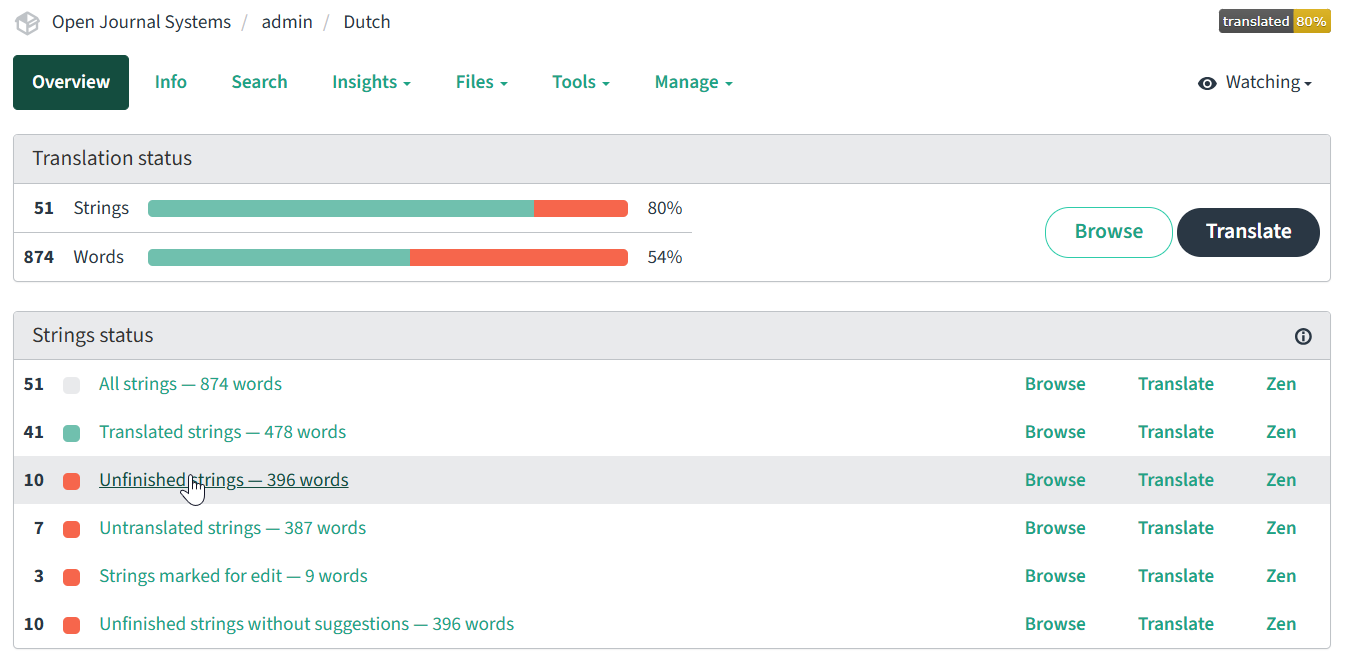 Open Journal Systems / admin / Dutch
translated 80%
Overview Info Search Insights Files Tools Manage Watching
Translation status
51 Strings 80%
874 Words 54%
Browse Translate
Strings status
51 All strings — 874 words Browse Translate Zen
41 Translated strings — 478 words Browse Translate Zen
10 Unfinished strings — 396 words Browse Translate Zen
7 Untranslated strings — 387 words Browse Translate Zen
3 Strings marked for edit — 9 words Browse Translate Zen
10 Unfinished strings without suggestions — 396 words Browse Translate Zen